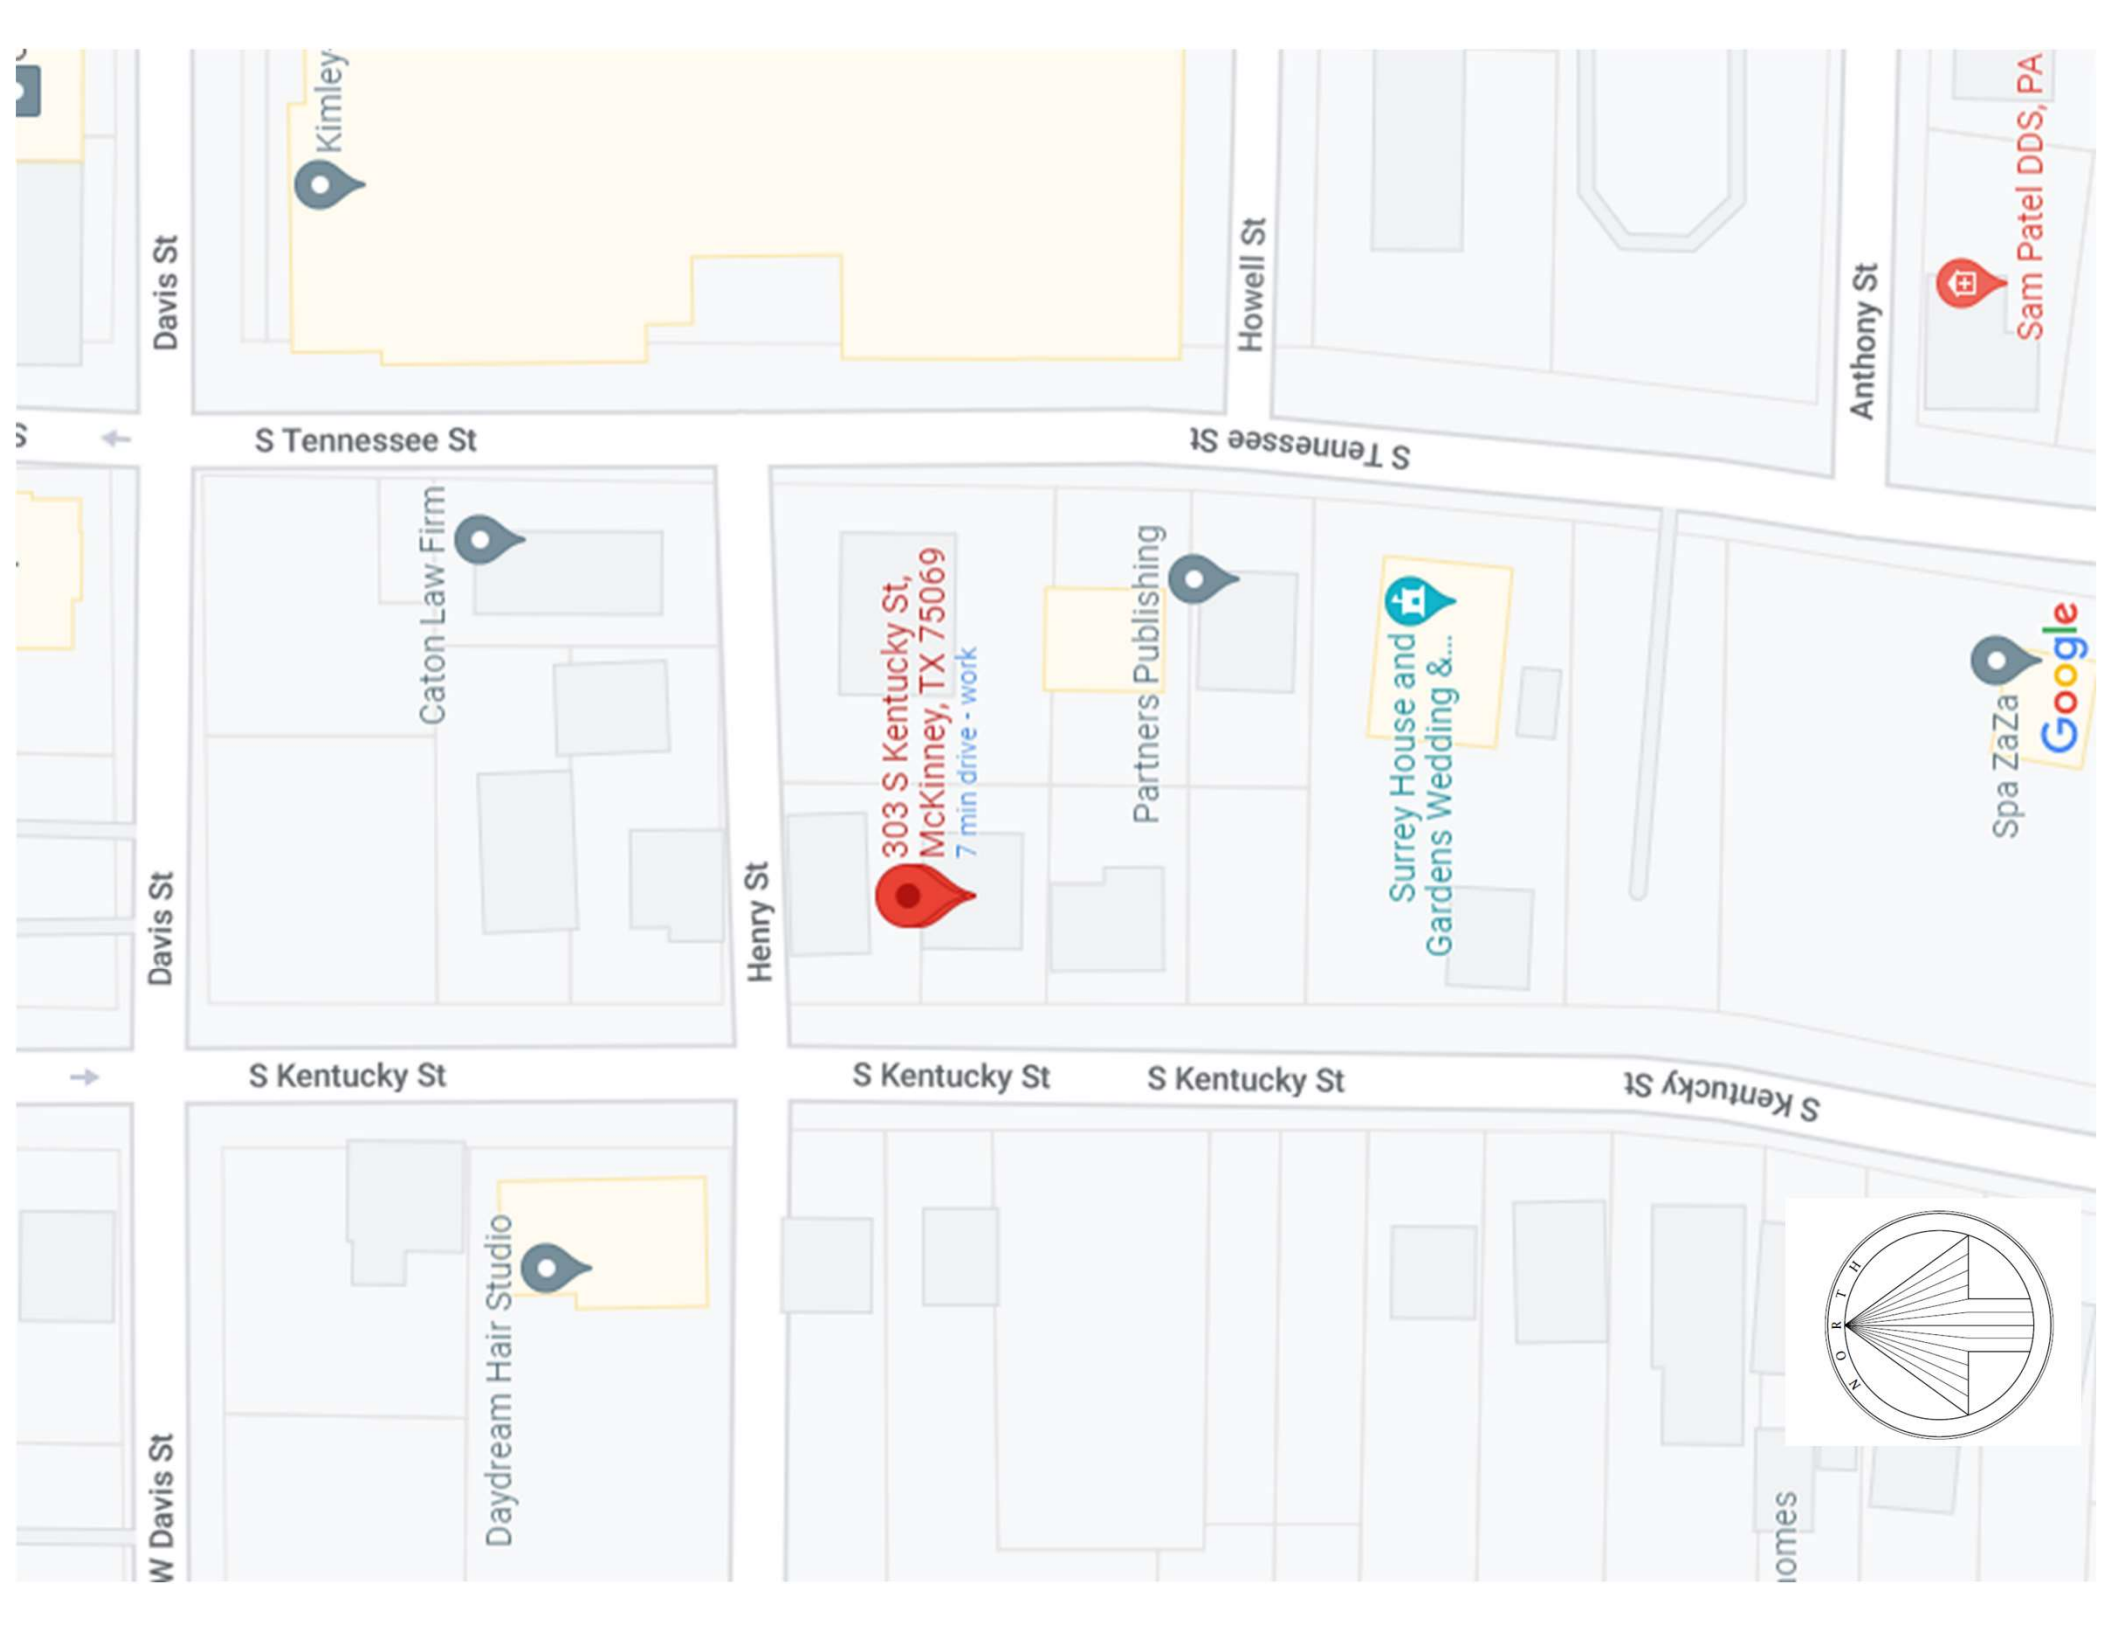 Kimley
Davis St
Howell St
Sam Patel DDS, PA
Anthony St
S
S Tennessee St
S Tennessee St
Caton Law Firm
303 S Kentucky St,
McKinney, TX 75069
7 min drive - work
Partners Publishing
Surrey House and
Gardens Wedding &...
Spa ZaZa
Google
Davis St
Henry St
S Kentucky St
S Kentucky St
S Kentucky St
S Kentucky St
Daydream Hair Studio
W Davis St
NORTH
omes